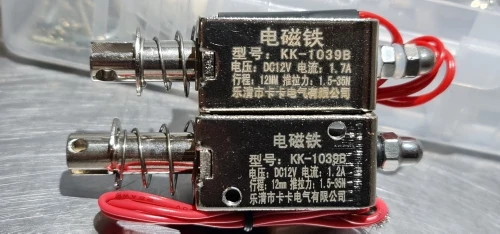 电磁铁
型号: KK-1039B
电压: DC12V 电流: 1.7A
行程: 12MM 推拉力: 1.5-35N
乐清市卡卡电气有限公司
电磁铁
型号: KK-1039B
电压: DC12V 电流: 1.2A
行程: 12mm 推拉力: 1.5-35N
乐清市卡卡电气有限公司